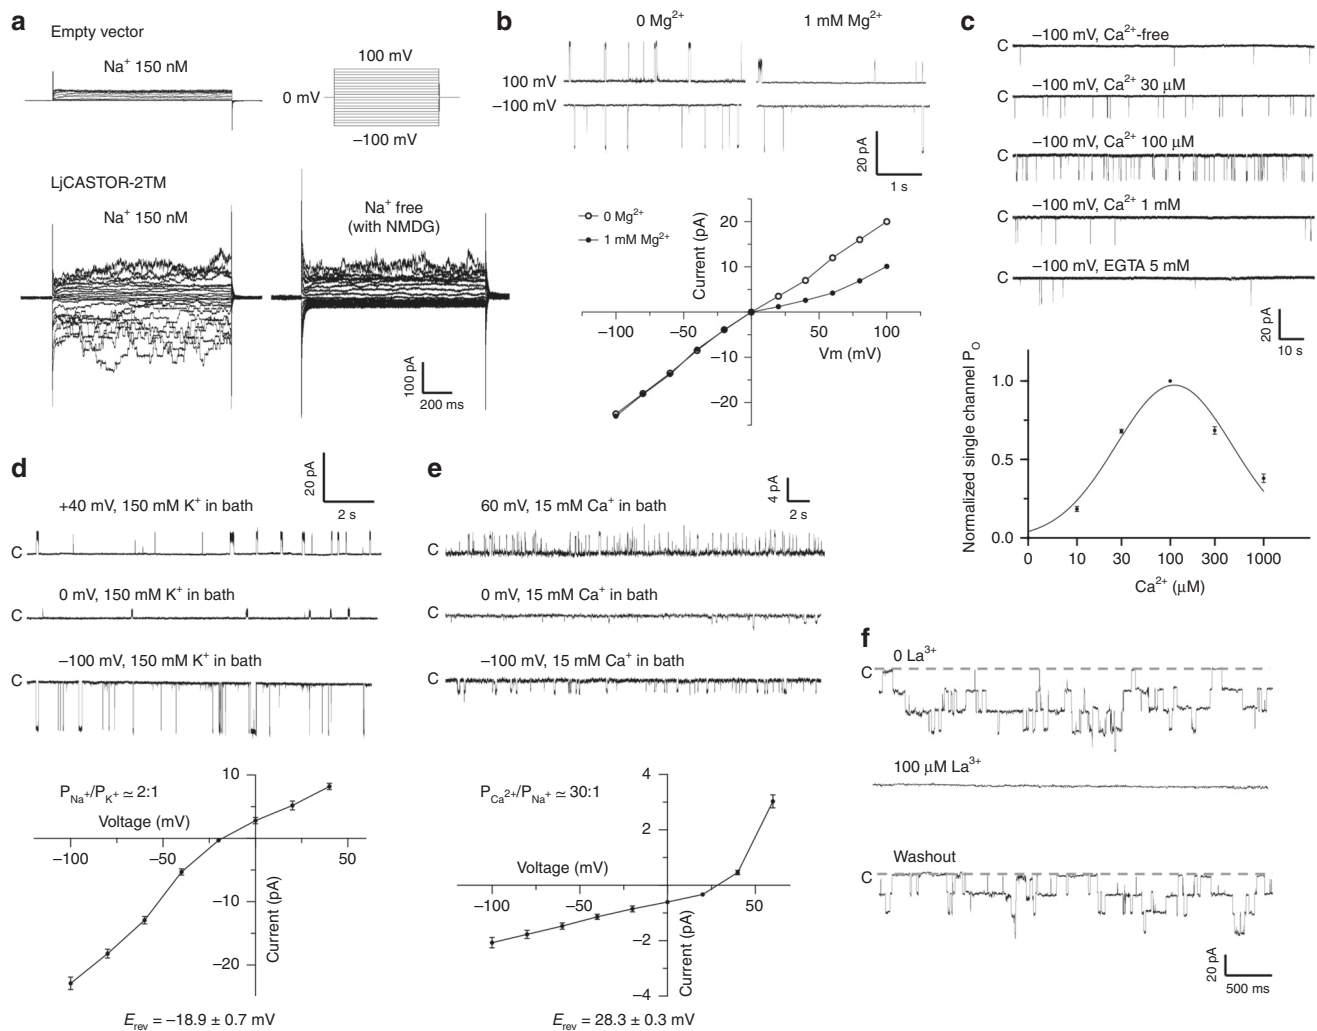 a
Empty vector
Na⁺ 150 nM
100 mV
0 mV
–100 mV
LjCASTOR-2TM
Na⁺ 150 nM
Na⁺ free
(with NMDG)
100 pA
200 ms
b
0 Mg²⁺
1 mM Mg²⁺
100 mV
–100 mV
20 pA
1 s
0 Mg²⁺
1 mM Mg²⁺
Current (pA)
20
10
–100
–50
50
100
Vm (mV)
–10
–20
c
C
–100 mV, Ca²⁺-free
C
–100 mV, Ca²⁺ 30 μM
C
–100 mV, Ca²⁺ 100 μM
C
–100 mV, Ca²⁺ 1 mM
C
–100 mV, EGTA 5 mM
20 pA
10 s
Normalized single channel P_O
1.0
0.5
0.0
0
10
30
100
300
1000
Ca²⁺ (μM)
d
20 pA
2 s
+40 mV, 150 mM K⁺ in bath
C
0 mV, 150 mM K⁺ in bath
C
–100 mV, 150 mM K⁺ in bath
C
P_Na⁺/P_K⁺ ≃ 2:1
Voltage (mV)
10
–100
–50
50
–10
–20
Current (pA)
E_rev = –18.9 ± 0.7 mV
e
4 pA
2 s
60 mV, 15 mM Ca⁺ in bath
C
0 mV, 15 mM Ca⁺ in bath
C
–100 mV, 15 mM Ca⁺ in bath
C
P_Ca²⁺/P_Na⁺ ≃ 30:1
4
2
Voltage (mV)
–100
–50
50
–2
–4
Current (pA)
E_rev = 28.3 ± 0.3 mV
f
0 La³⁺
C
100 μM La³⁺
Washout
C
20 pA
500 ms